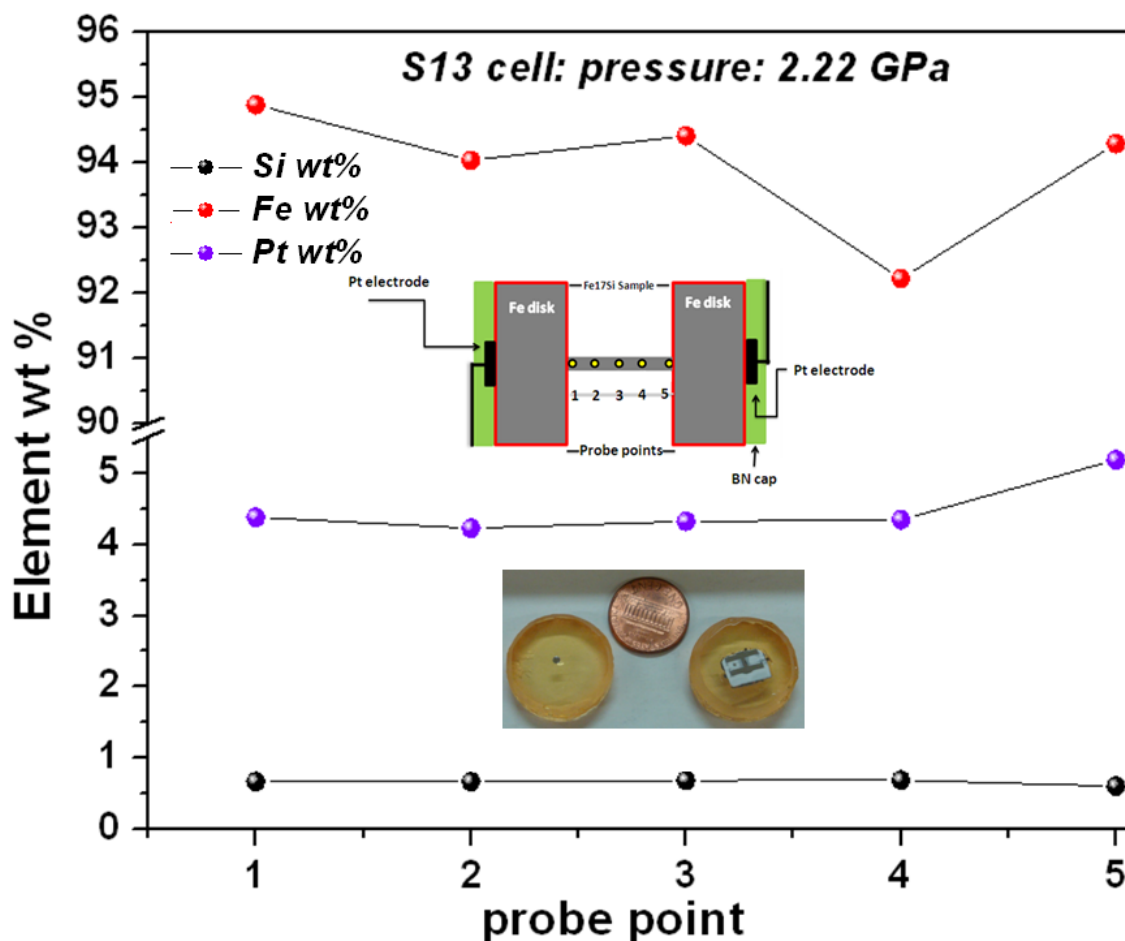 S13 cell: pressure: 2.22 GPa
Element wt %
96
95
94
93
92
91
90
5
4
3
2
1
0
Si wt%
Fe wt%
Pt wt%
Pt electrode
Fe17Si Sample
Fe disk
Fe disk
Pt electrode
1 2 3 4 5
Probe points
BN cap
1 2 3 4 5
probe point